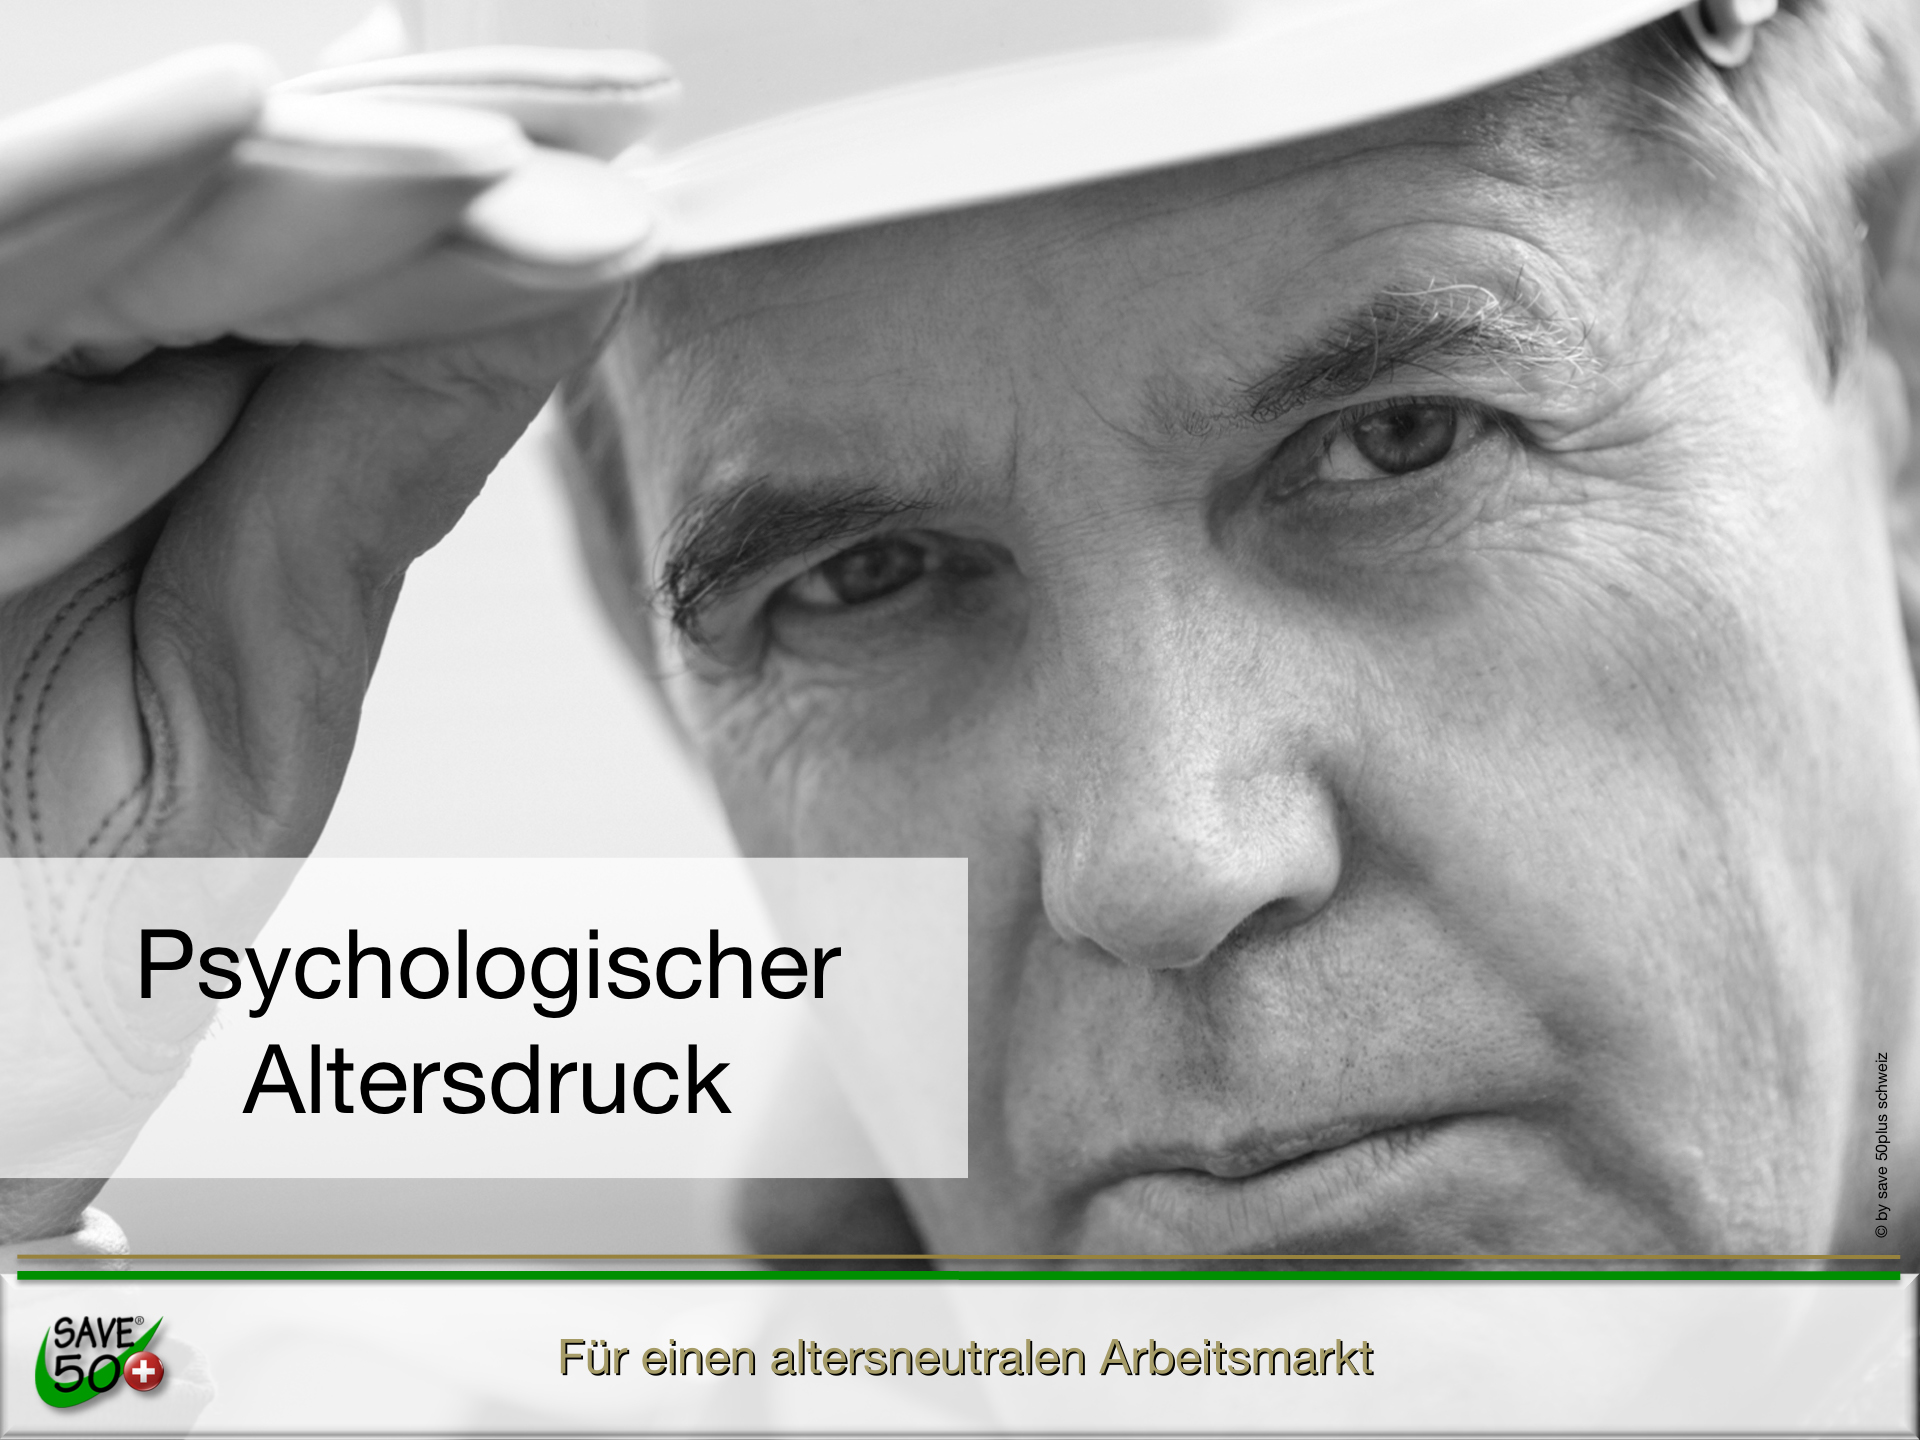 Psychologischer
Altersdruck
© by save 50plus schweiz
SAVE®
50+
Für einen altersneutralen Arbeitsmarkt